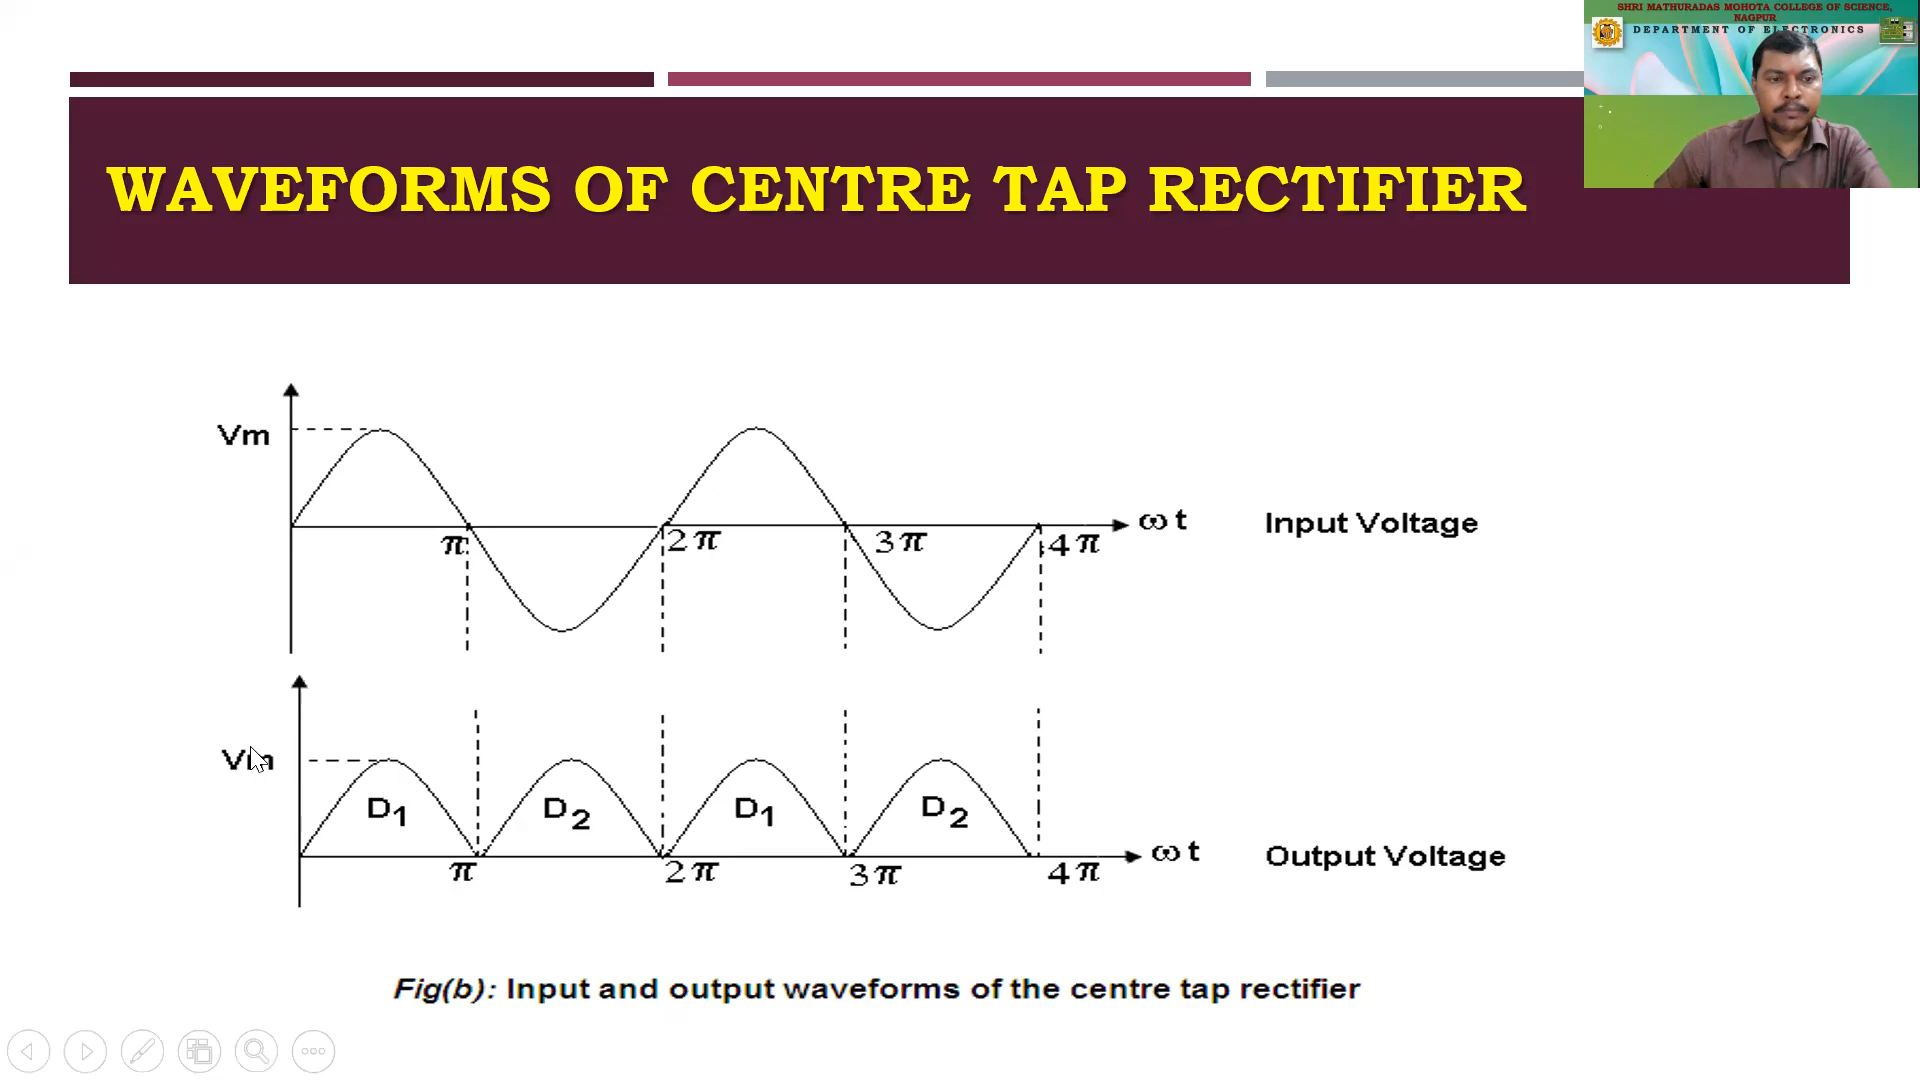 SHRI MATHURADAS MOHOTA COLLEGE OF SCIENCE,
NAGPUR
DEPARTMENT OF ELECTRONICS
WAVEFORMS OF CENTRE TAP RECTIFIER
Vm
π 2π 3π 4π ωt Input Voltage
Vm
D1 D2 D1 D2
π 2π 3π 4π ωt Output Voltage
Fig(b): Input and output waveforms of the centre tap rectifier